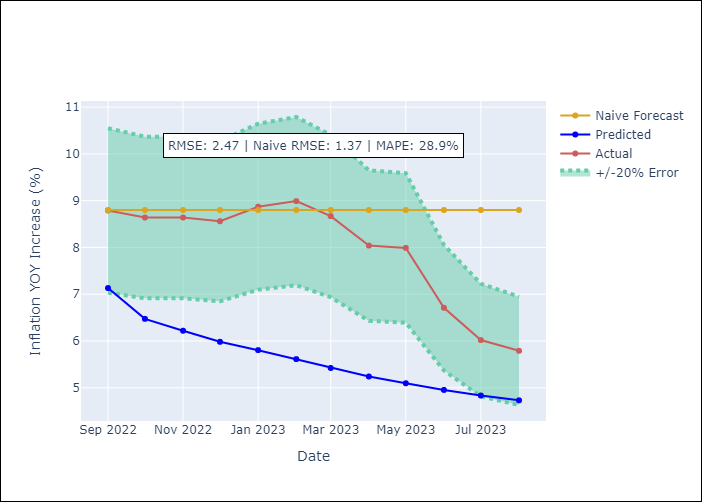 11
10
9
8
7
6
5
Inflation YOY Increase (%)
RMSE: 2.47 | Naive RMSE: 1.37 | MAPE: 28.9%
Sep 2022
Nov 2022
Jan 2023
Mar 2023
May 2023
Jul 2023
Date
Naive Forecast
Predicted
Actual
+/-20% Error